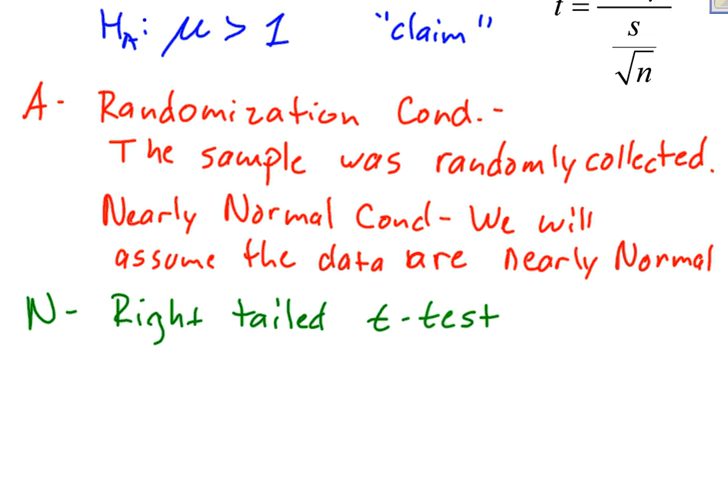 H_A: μ > 1 "claim" t = s / √n
A- Randomization Cond.-
The sample was randomly collected.
Nearly Normal Cond- We will
assume the data are nearly Normal
N- Right tailed t-test